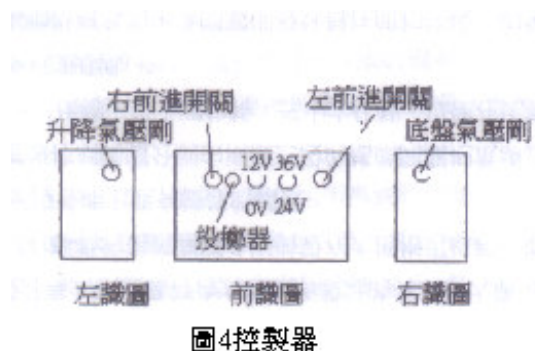 右前進開關 左前進開關
升降氣壓剛 底盤氣壓剛
12V 36V
0V 24V
投擲器
左識圖 前識圖 右識圖
圖4控製器